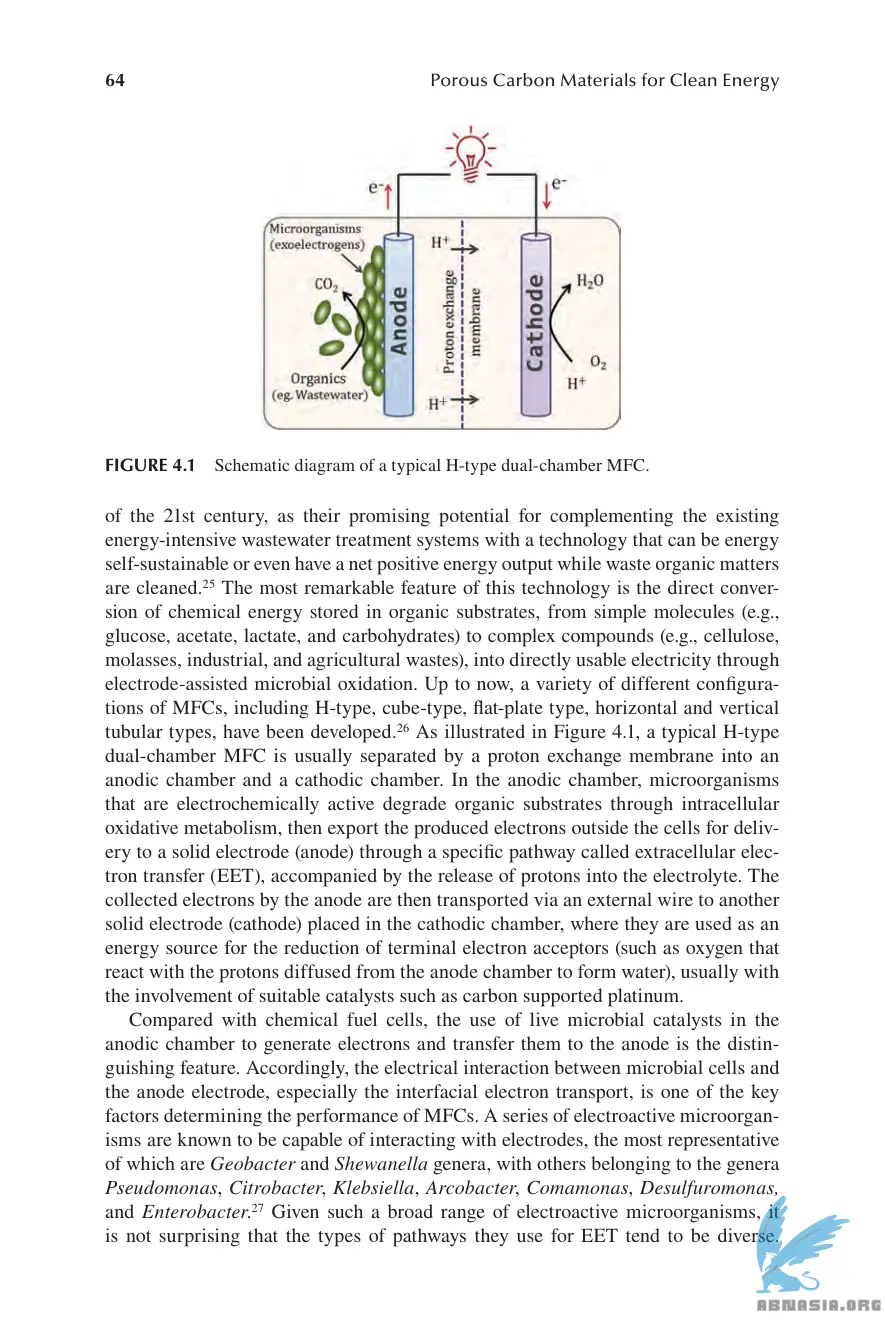 64
Porous Carbon Materials for Clean Energy
e-
e-
Microorganisms
(exoelectrogens)
H+
CO2
H2O
Anode
Proton exchange
membrane
Cathode
O2
Organics
(eg. Wastewater)
H+
H+
FIGURE 4.1 Schematic diagram of a typical H-type dual-chamber MFC.
of the 21st century, as their promising potential for complementing the existing
energy-intensive wastewater treatment systems with a technology that can be energy
self-sustainable or even have a net positive energy output while waste organic matters
are cleaned.25 The most remarkable feature of this technology is the direct conver-
sion of chemical energy stored in organic substrates, from simple molecules (e.g.,
glucose, acetate, lactate, and carbohydrates) to complex compounds (e.g., cellulose,
molasses, industrial, and agricultural wastes), into directly usable electricity through
electrode-assisted microbial oxidation. Up to now, a variety of different configura-
tions of MFCs, including H-type, cube-type, flat-plate type, horizontal and vertical
tubular types, have been developed.26 As illustrated in Figure 4.1, a typical H-type
dual-chamber MFC is usually separated by a proton exchange membrane into an
anodic chamber and a cathodic chamber. In the anodic chamber, microorganisms
that are electrochemically active degrade organic substrates through intracellular
oxidative metabolism, then export the produced electrons outside the cells for deliv-
ery to a solid electrode (anode) through a specific pathway called extracellular elec-
tron transfer (EET), accompanied by the release of protons into the electrolyte. The
collected electrons by the anode are then transported via an external wire to another
solid electrode (cathode) placed in the cathodic chamber, where they are used as an
energy source for the reduction of terminal electron acceptors (such as oxygen that
react with the protons diffused from the anode chamber to form water), usually with
the involvement of suitable catalysts such as carbon supported platinum.
Compared with chemical fuel cells, the use of live microbial catalysts in the
anodic chamber to generate electrons and transfer them to the anode is the distin-
guishing feature. Accordingly, the electrical interaction between microbial cells and
the anode electrode, especially the interfacial electron transport, is one of the key
factors determining the performance of MFCs. A series of electroactive microorgan-
isms are known to be capable of interacting with electrodes, the most representative
of which are Geobacter and Shewanella genera, with others belonging to the genera
Pseudomonas, Citrobacter, Klebsiella, Arcobacter, Comamonas, Desulfuromonas,
and Enterobacter.27 Given such a broad range of electroactive microorganisms, it
is not surprising that the types of pathways they use for EET tend to be diverse.
ABNASIA.ORG